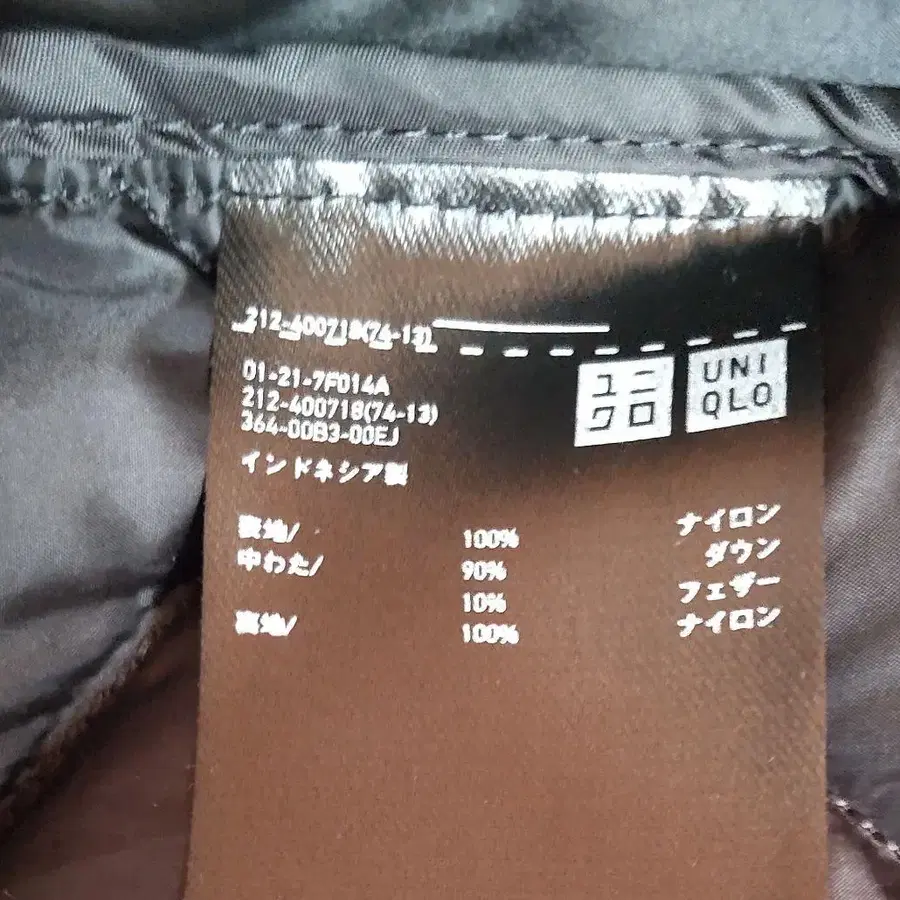 212-400718(74-13)
01-21-7F014A
212-400718(74-13)
364-00B3-00EJ
ユニクロ
UNIQLO
インドネシア製
表地/ 100% ナイロン
中わた/ 90% ダウン
10% フェザー
裏地/ 100% ナイロン